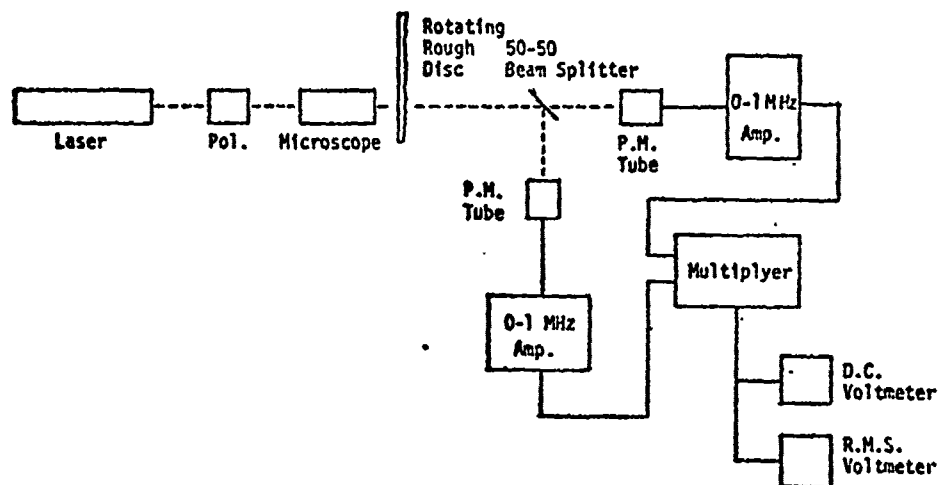 Rotating
Rough 50-50
Disc Beam Splitter
0-1 MHz
Amp.
Laser
Pol.
Microscope
P.M.
Tube
P.M.
Tube
Multiplyer
0-1 MHz
Amp.
D.C.
Voltmeter
R.M.S.
Voltmeter